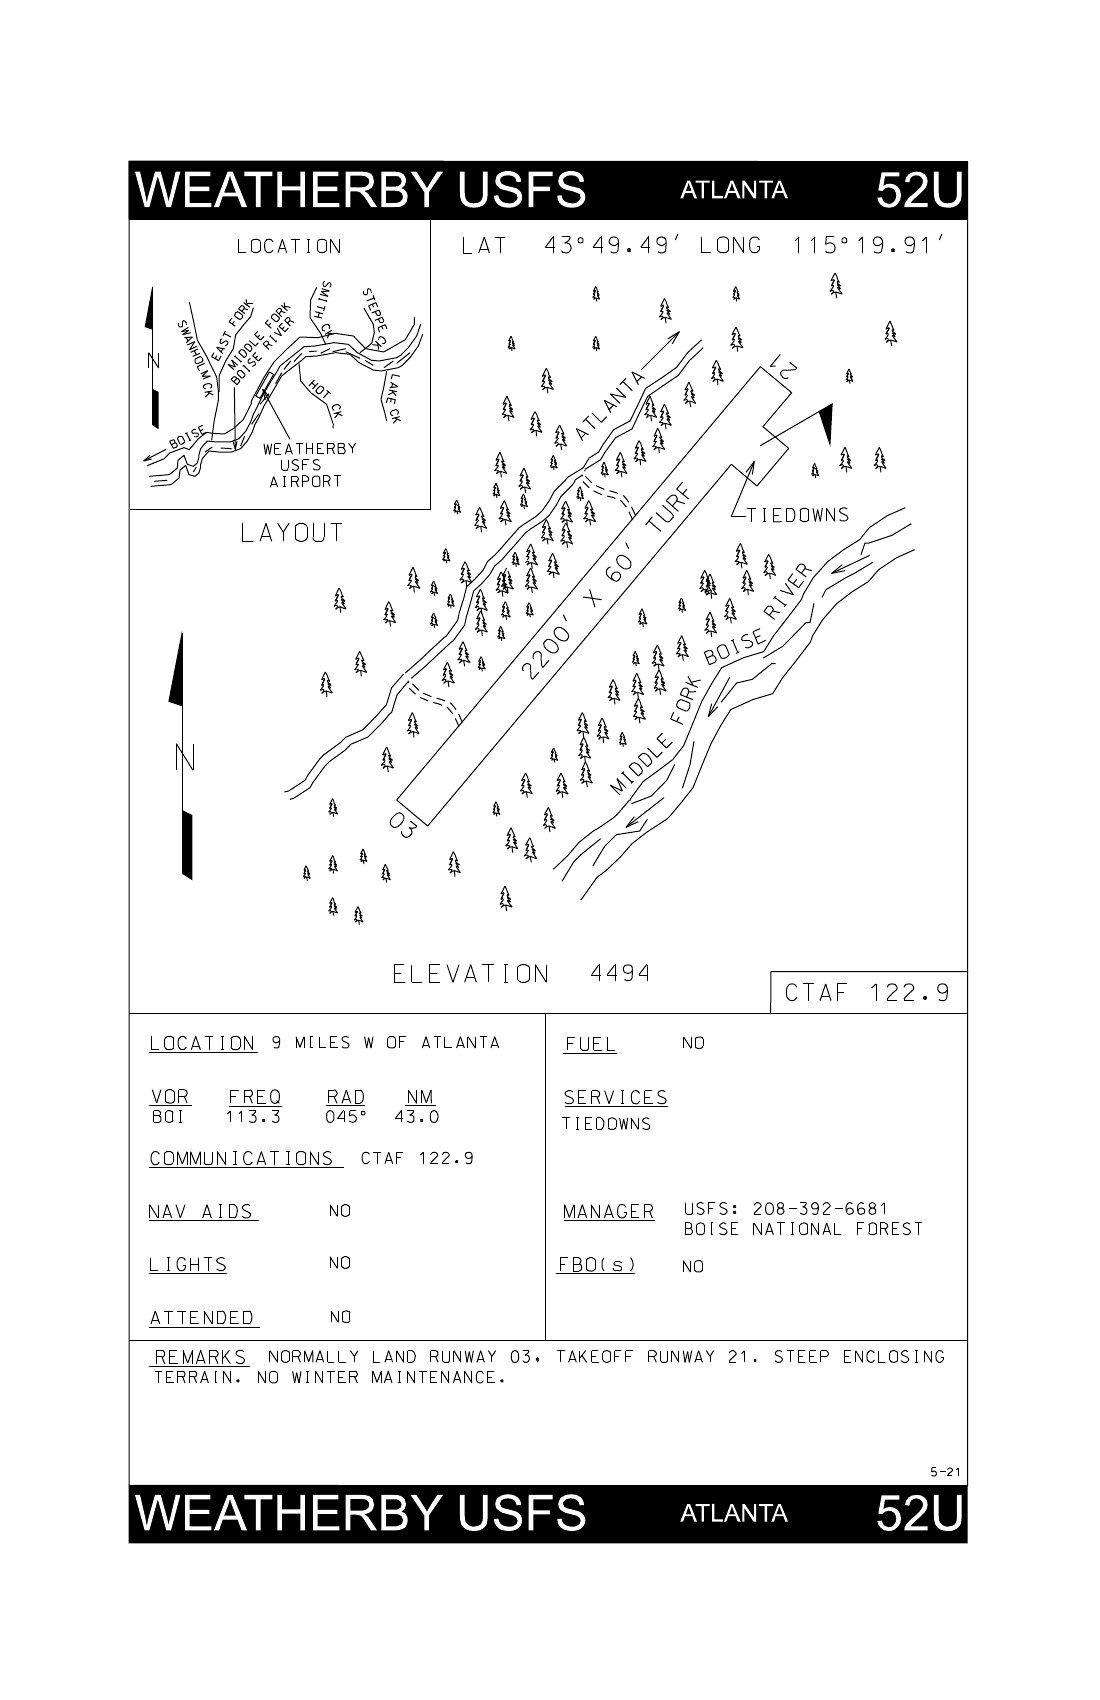 WEATHERBY USFS ATLANTA 52U
LOCATION
LAT 43°49.49′ LONG 115°19.91′
SWANHOLM CK
EAST FORK
MIDDLE FORK
BOISE RIVER
SMITH CK
STEPPE CK
HOT CK
LAKE CK
BOISE
N
WEATHERBY
USFS
AIRPORT
LAYOUT
ATLANTA
21
TIEDOWNS
2200′ X 60′ TURF
MIDDLE FORK BOISE RIVER
N
03
ELEVATION 4494
CTAF 122.9
LOCATION 9 MILES W OF ATLANTA
VOR FREQ RAD NM
BOI 113.3 045° 43.0
COMMUNICATIONS CTAF 122.9
NAV AIDS NO
LIGHTS NO
ATTENDED NO
FUEL NO
SERVICES
TIEDOWNS
MANAGER USFS: 208-392-6681
BOISE NATIONAL FOREST
FBO(s) NO
REMARKS NORMALLY LAND RUNWAY 03, TAKEOFF RUNWAY 21. STEEP ENCLOSING
TERRAIN. NO WINTER MAINTENANCE.
5-21
WEATHERBY USFS ATLANTA 52U